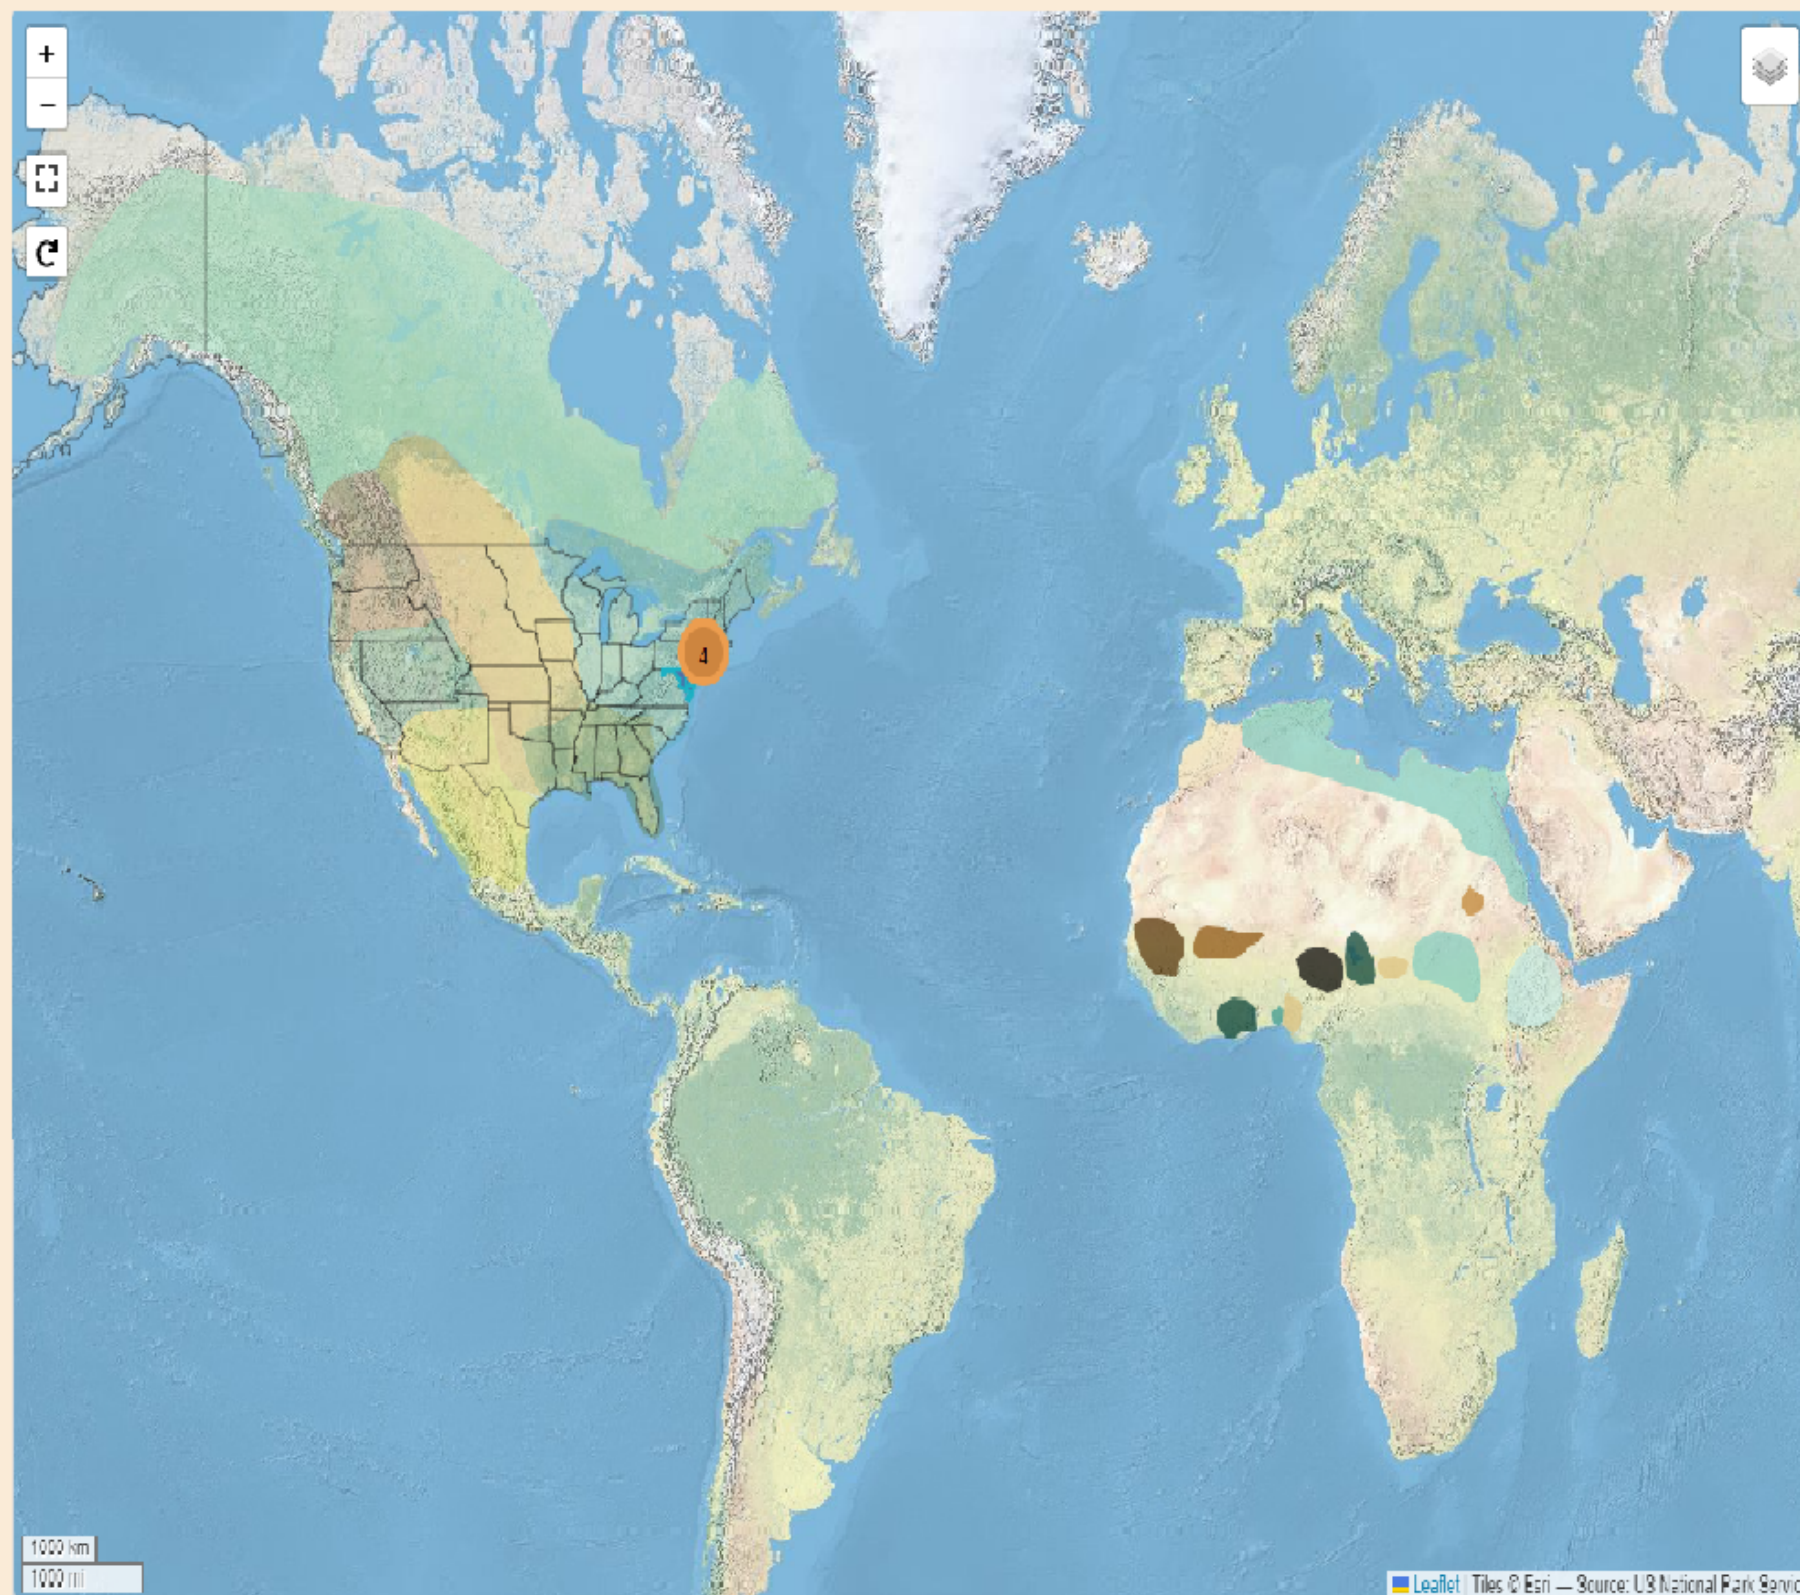 +
−
4
1000 km
1000 mi
Leaflet | Tiles © Esri — Source: US National Park Servic